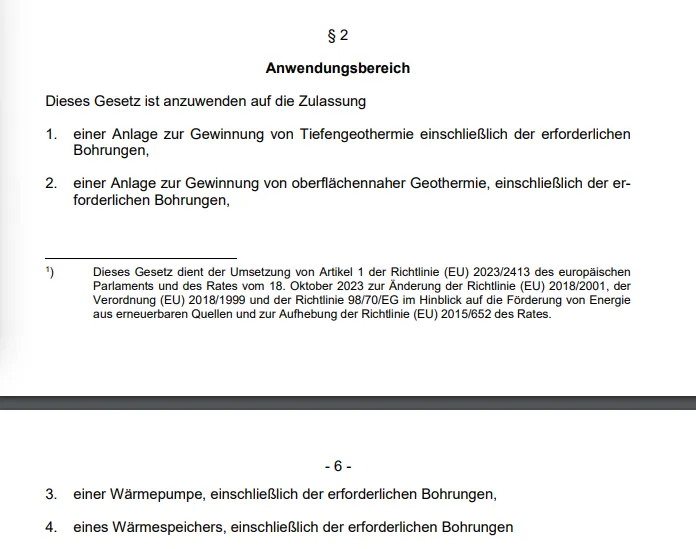 § 2
Anwendungsbereich
Dieses Gesetz ist anzuwenden auf die Zulassung
1. einer Anlage zur Gewinnung von Tiefengeothermie einschließlich der erforderlichen
Bohrungen,
2. einer Anlage zur Gewinnung von oberflächennaher Geothermie, einschließlich der er-
forderlichen Bohrungen,
¹) Dieses Gesetz dient der Umsetzung von Artikel 1 der Richtlinie (EU) 2023/2413 des europäischen
Parlaments und des Rates vom 18. Oktober 2023 zur Änderung der Richtlinie (EU) 2018/2001, der
Verordnung (EU) 2018/1999 und der Richtlinie 98/70/EG im Hinblick auf die Förderung von Energie
aus erneuerbaren Quellen und zur Aufhebung der Richtlinie (EU) 2015/652 des Rates.
- 6 -
3. einer Wärmepumpe, einschließlich der erforderlichen Bohrungen,
4. eines Wärmespeichers, einschließlich der erforderlichen Bohrungen